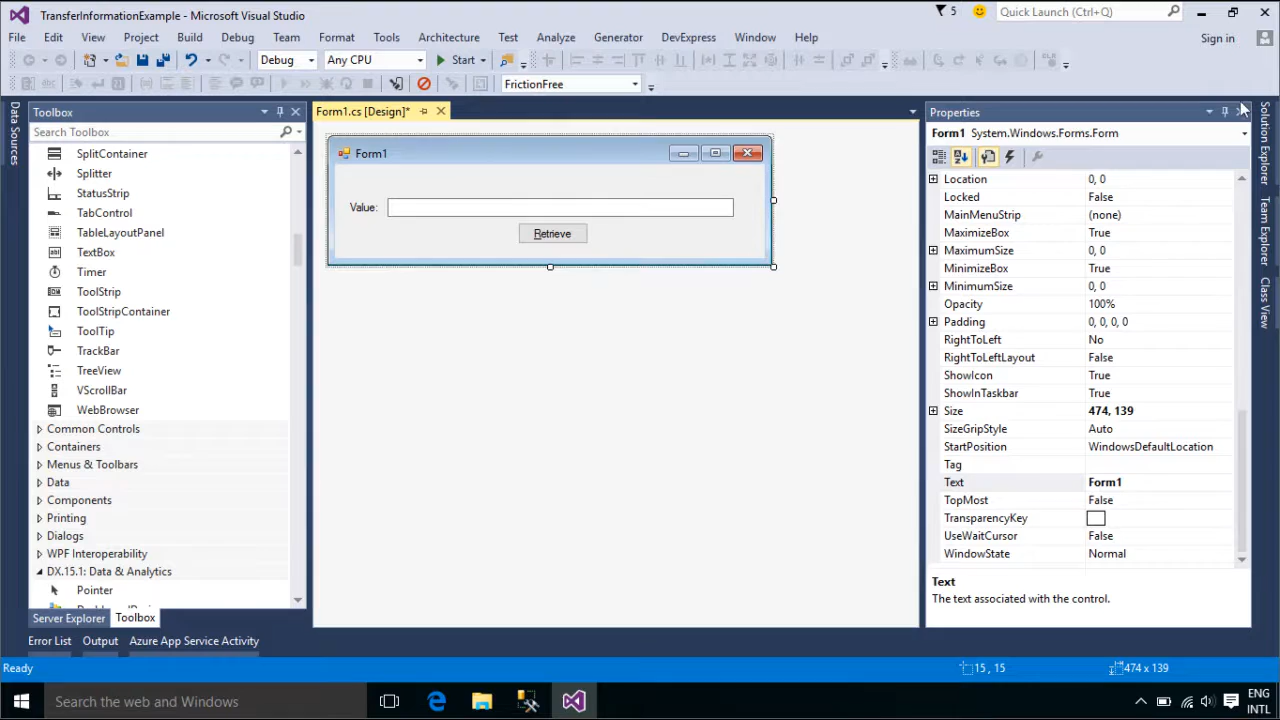 TransferInformationExample - Microsoft Visual Studio
5
Quick Launch (Ctrl+Q)
File Edit View Project Build Debug Team Format Tools Architecture Test Analyze Generator DevExpress Window Help
Sign in
Debug Any CPU Start
FrictionFree
Data Sources
Toolbox
Search Toolbox
SplitContainer
Splitter
StatusStrip
TabControl
TableLayoutPanel
TextBox
Timer
ToolStrip
ToolStripContainer
ToolTip
TrackBar
TreeView
VScrollBar
WebBrowser
Common Controls
Containers
Menus & Toolbars
Data
Components
Printing
Dialogs
WPF Interoperability
DX.15.1: Data & Analytics
Pointer
Server Explorer Toolbox
Form1.cs [Design]*
Form1
Value:
Retrieve
Properties
Form1 System.Windows.Forms.Form
Location 0, 0
Locked False
MainMenuStrip (none)
MaximizeBox True
MaximumSize 0, 0
MinimizeBox True
MinimumSize 0, 0
Opacity 100%
Padding 0, 0, 0, 0
RightToLeft No
RightToLeftLayout False
ShowIcon True
ShowInTaskbar True
Size 474, 139
SizeGripStyle Auto
StartPosition WindowsDefaultLocation
Tag
Text Form1
TopMost False
TransparencyKey
UseWaitCursor False
WindowState Normal
Text
The text associated with the control.
Solution Explorer
Team Explorer
Class View
Error List Output Azure App Service Activity
Ready
15 , 15
474 x 139
Search the web and Windows
ENG
INTL